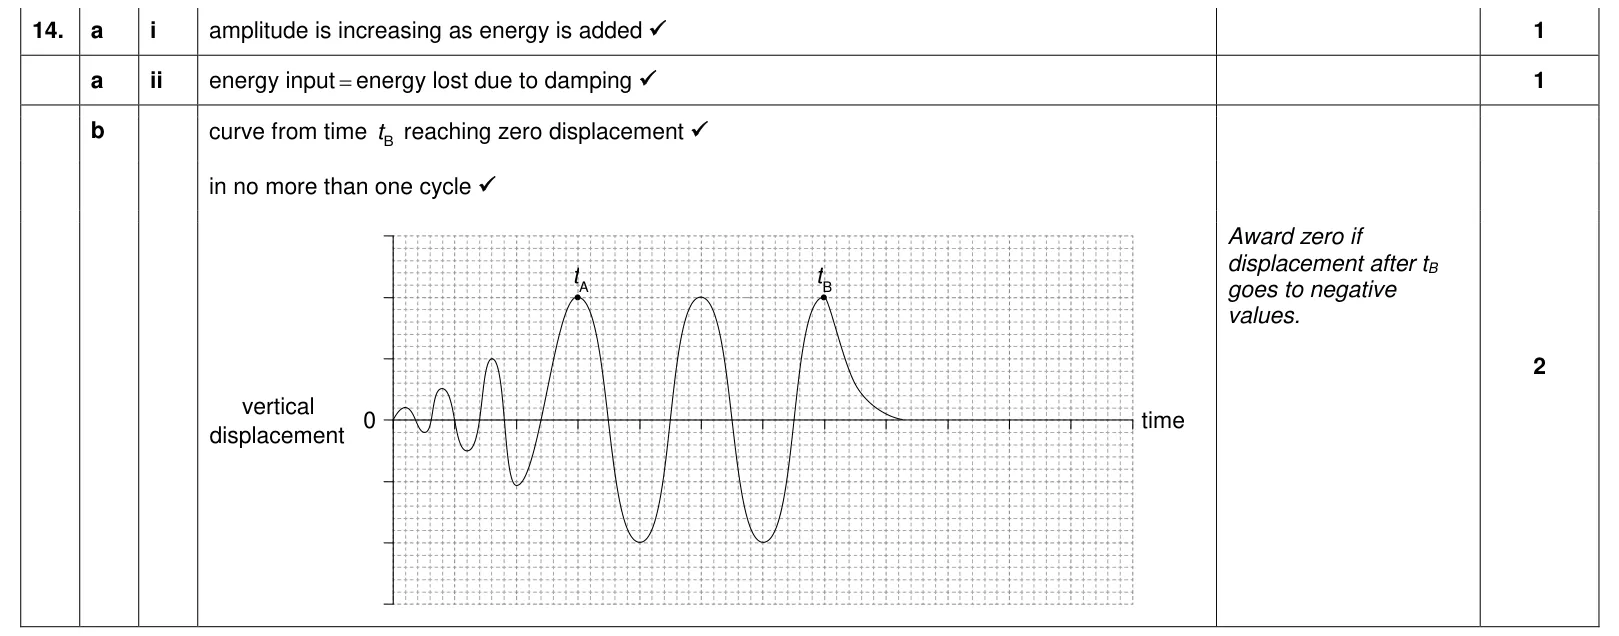 14. a i amplitude is increasing as energy is added ✓ 1
a ii energy input = energy lost due to damping ✓ 1
b curve from time tB reaching zero displacement ✓
in no more than one cycle ✓
Award zero if
displacement after tB
goes to negative
values.
2
tA tB
vertical
displacement
0
time